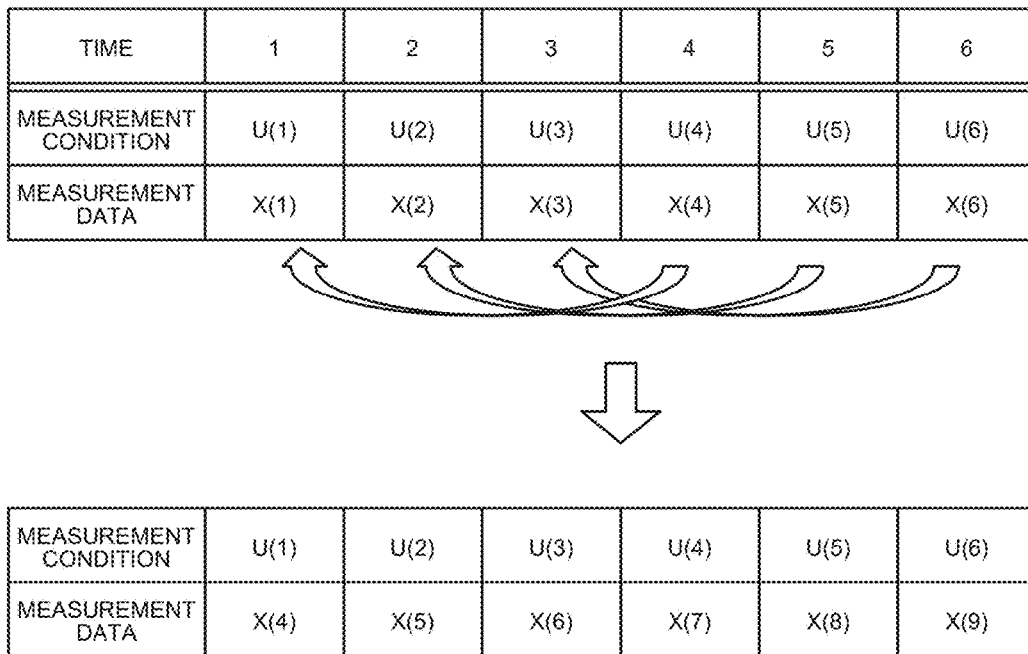 TIME 1 2 3 4 5 6
MEASUREMENT
CONDITION U(1) U(2) U(3) U(4) U(5) U(6)
MEASUREMENT
DATA X(1) X(2) X(3) X(4) X(5) X(6)
MEASUREMENT
CONDITION U(1) U(2) U(3) U(4) U(5) U(6)
MEASUREMENT
DATA X(4) X(5) X(6) X(7) X(8) X(9)